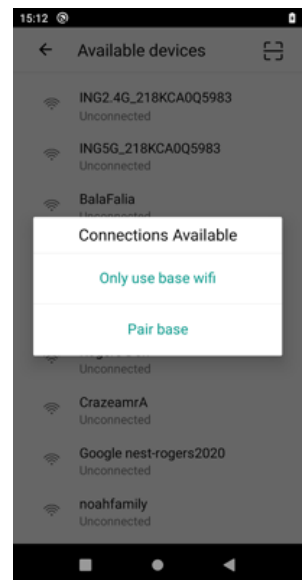 15:12
Available devices
ING2.4G_218KCA0Q5983
Unconnected
ING5G_218KCA0Q5983
Unconnected
BalaFalia
Connections Available
Only use base wifi
Pair base
Unconnected
CrazeamrA
Unconnected
Google nest-rogers2020
Unconnected
noahfamily
Unconnected